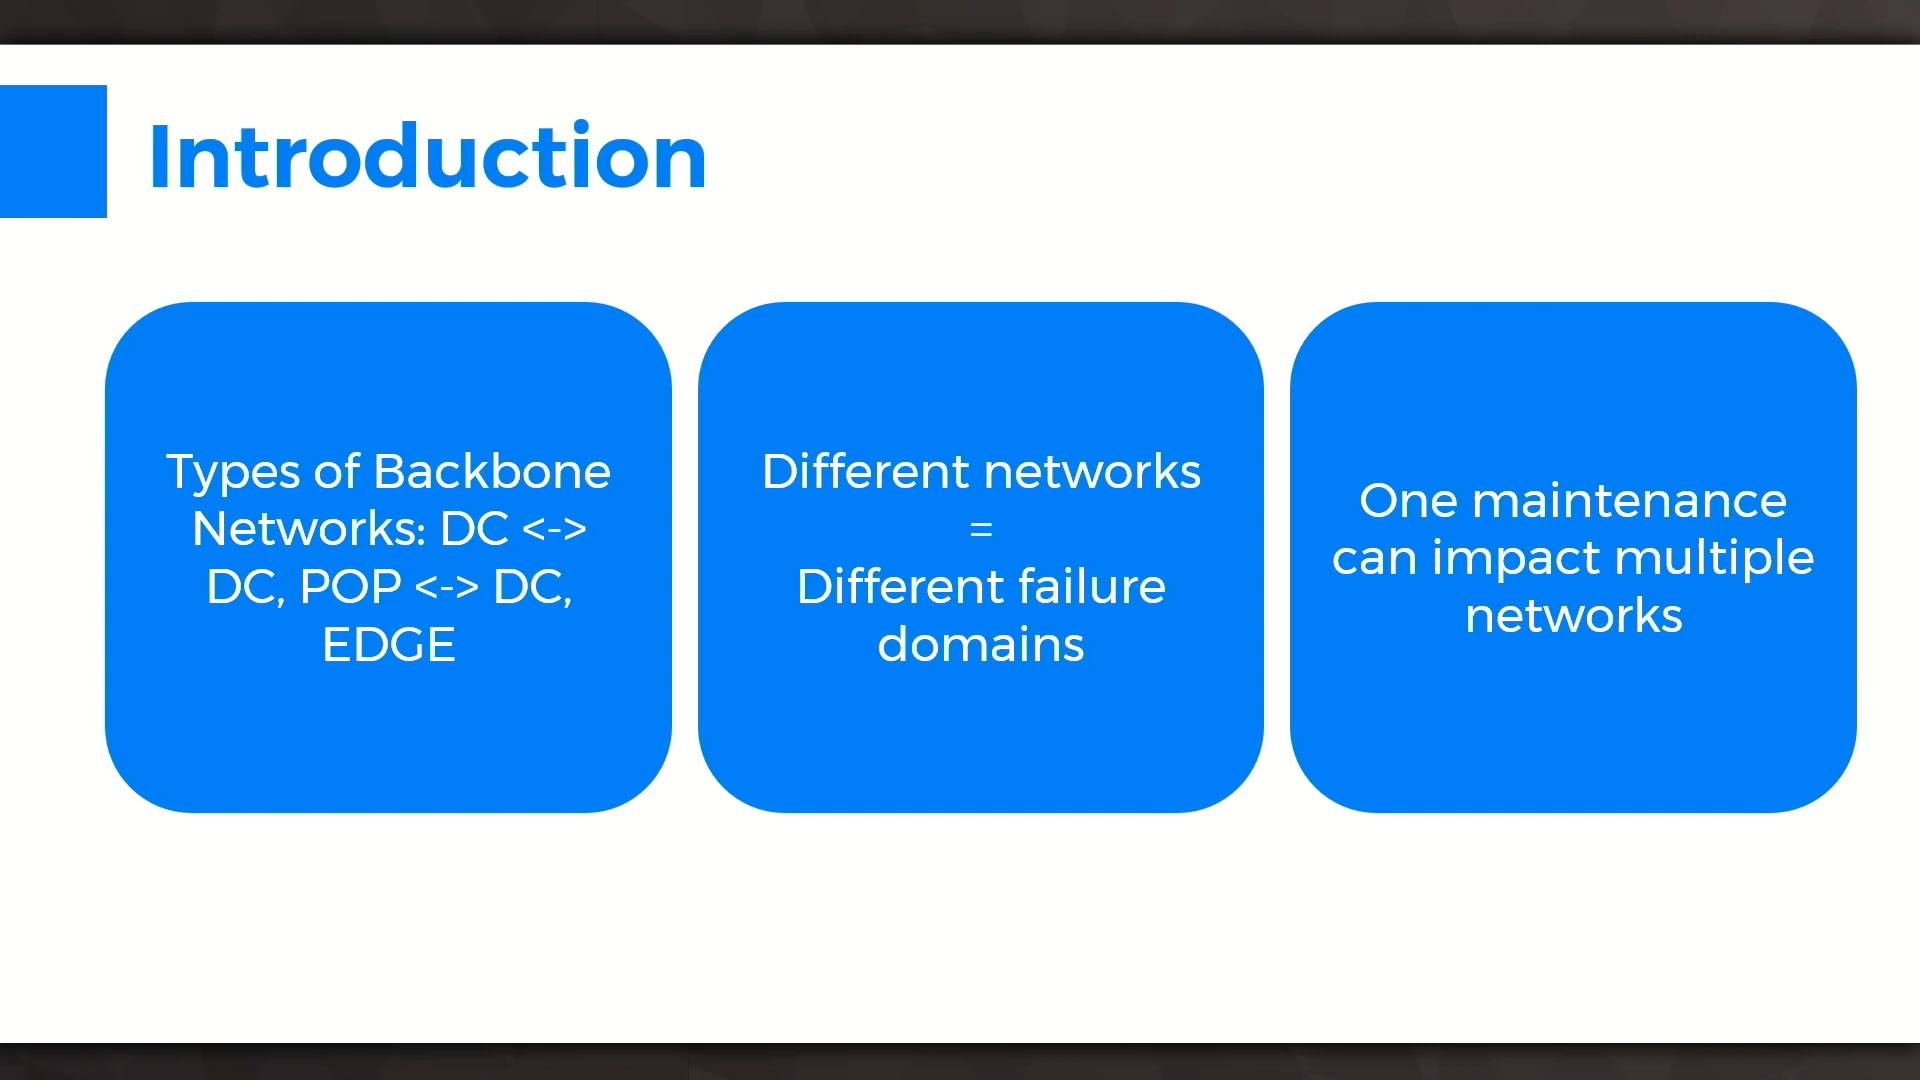 Introduction
Types of Backbone
Networks: DC <->
DC, POP <-> DC,
EDGE
Different networks
=
Different failure
domains
One maintenance
can impact multiple
networks